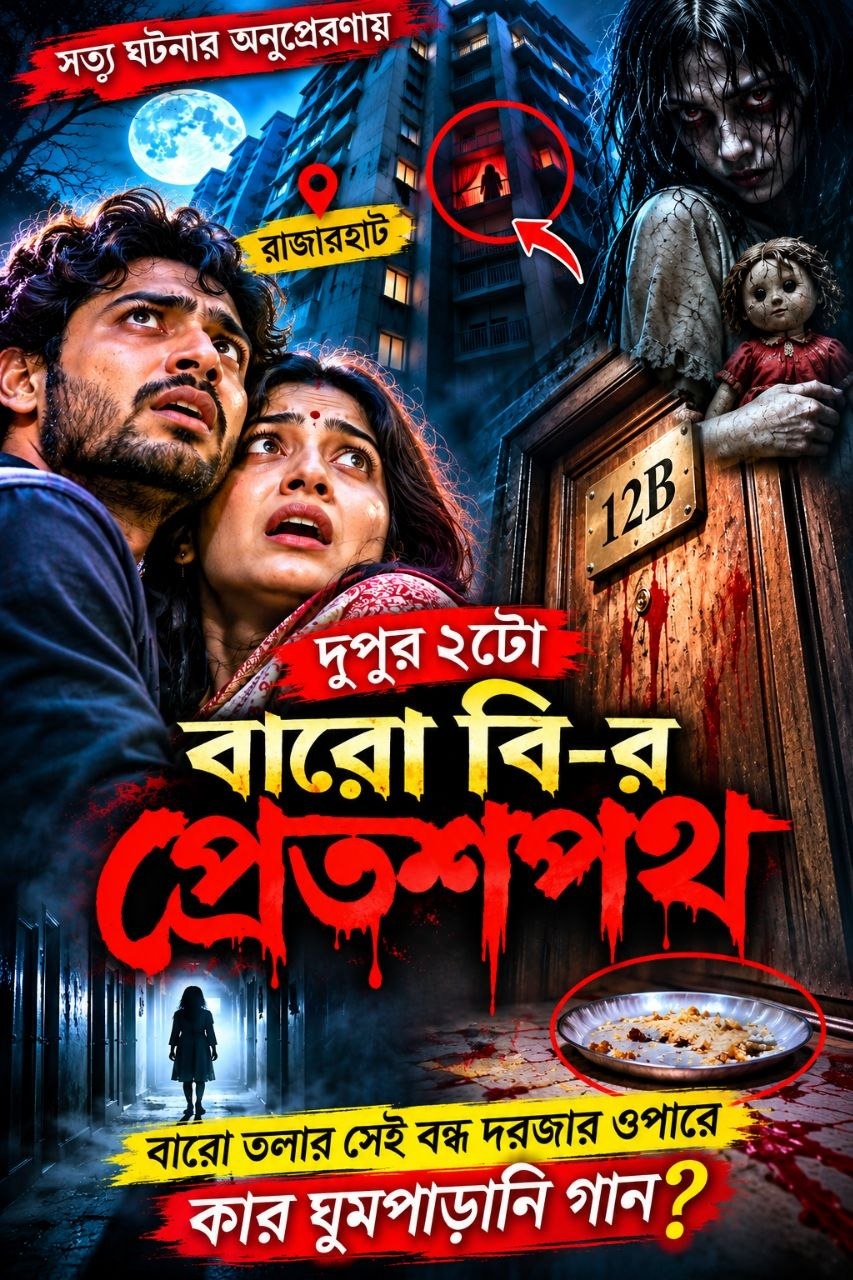 সত্য ঘটনার অনুপ্রেরণায়
রাজারহাট
12B
দুপুর ২টো
বারো বি-র
প্রেতশপথ
বারো তলার সেই বন্ধ দরজার ওপারে
কার ঘুমপাড়ানি গান?